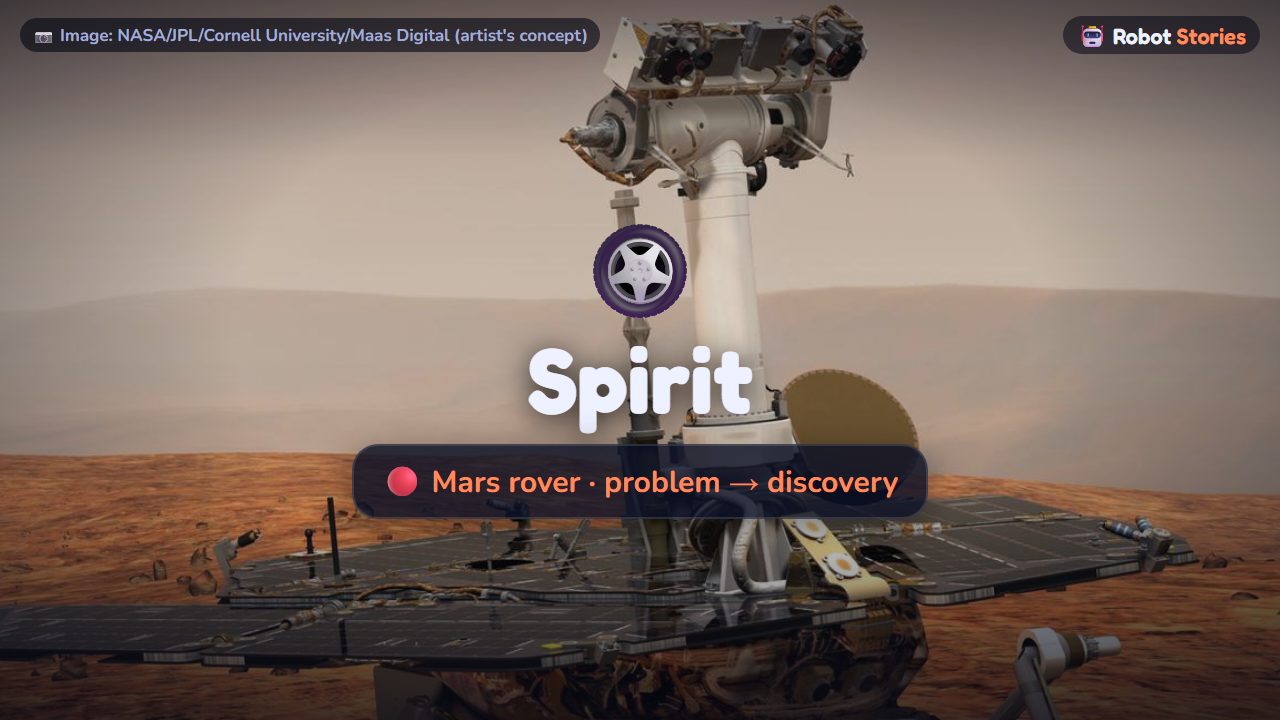 Image: NASA/JPL/Cornell University/Maas Digital (artist's concept)
Robot Stories
Spirit
Mars rover · problem → discovery